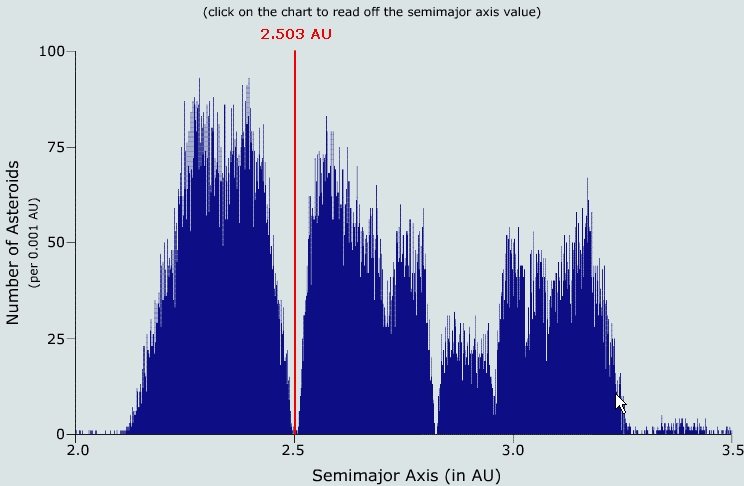 (click on the chart to read off the semimajor axis value)
2.503 AU
100
75
50
25
0
Number of Asteroids
(per 0.001 AU)
2.0 2.5 3.0 3.5
Semimajor Axis (in AU)